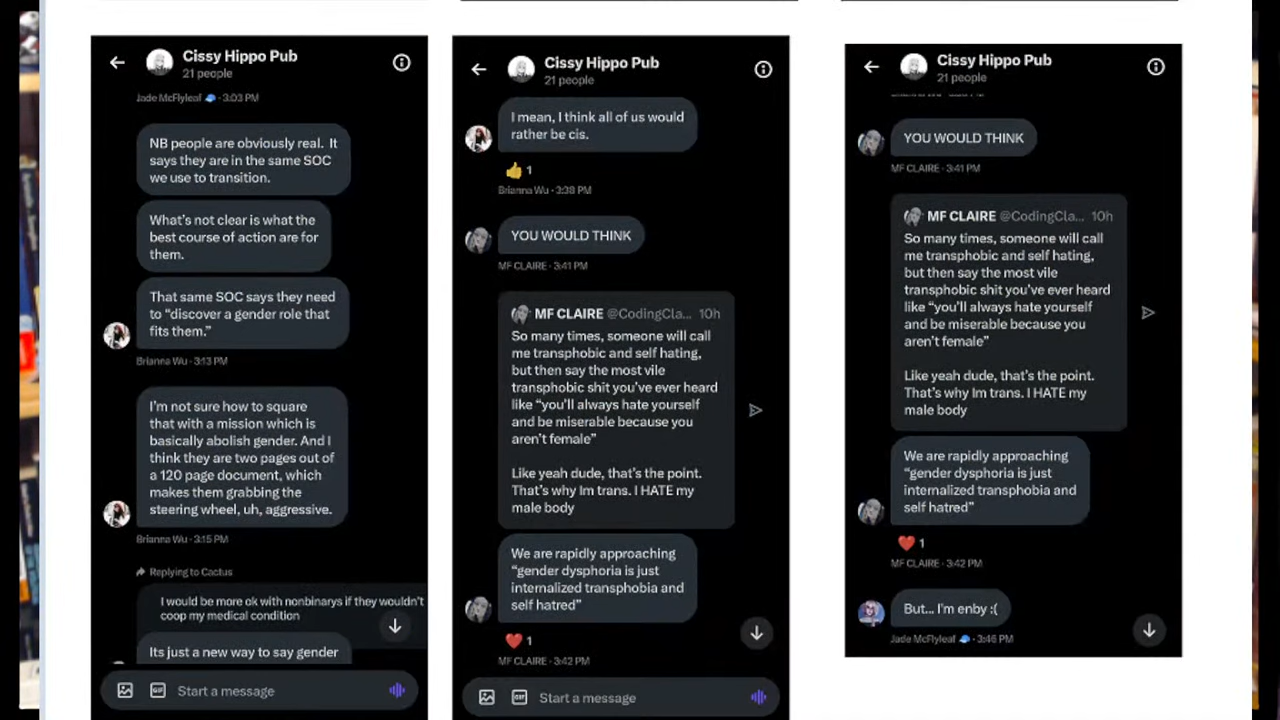 Cissy Hippo Pub
21 people
Jade McFlyleaf · 3:03 PM
NB people are obviously real. It
says they are in the same SOC
we use to transition.
What's not clear is what the
best course of action are for
them.
That same SOC says they need
to “discover a gender role that
fits them.”
Brianna Wu · 3:13 PM
I'm not sure how to square
that with a mission which is
basically abolish gender. And I
think they are two pages out of
a 120 page document, which
makes them grabbing the
steering wheel, uh, aggressive.
Brianna Wu · 3:15 PM
Replying to Cactus
I would be more ok with nonbinarys if they wouldn't
coop my medical condition
Its just a new way to say gender
Start a message
Cissy Hippo Pub
21 people
I mean, I think all of us would
rather be cis.
👍 1
Brianna Wu · 3:38 PM
YOU WOULD THINK
MF CLAIRE · 3:41 PM
MF CLAIRE @CodingCla... 10h
So many times, someone will call
me transphobic and self hating,
but then say the most vile
transphobic shit you've ever heard
like “you'll always hate yourself
and be miserable because you
aren't female”
Like yeah dude, that's the point.
That's why Im trans. I HATE my
male body
We are rapidly approaching
“gender dysphoria is just
internalized transphobia and
self hatred”
❤️ 1
MF CLAIRE · 3:42 PM
Start a message
Cissy Hippo Pub
21 people
YOU WOULD THINK
MF CLAIRE · 3:41 PM
MF CLAIRE @CodingCla... 10h
So many times, someone will call
me transphobic and self hating,
but then say the most vile
transphobic shit you've ever heard
like “you'll always hate yourself
and be miserable because you
aren't female”
Like yeah dude, that's the point.
That's why Im trans. I HATE my
male body
We are rapidly approaching
“gender dysphoria is just
internalized transphobia and
self hatred”
❤️ 1
MF CLAIRE · 3:42 PM
But... I'm enby :(
Jade McFlyleaf · 3:46 PM